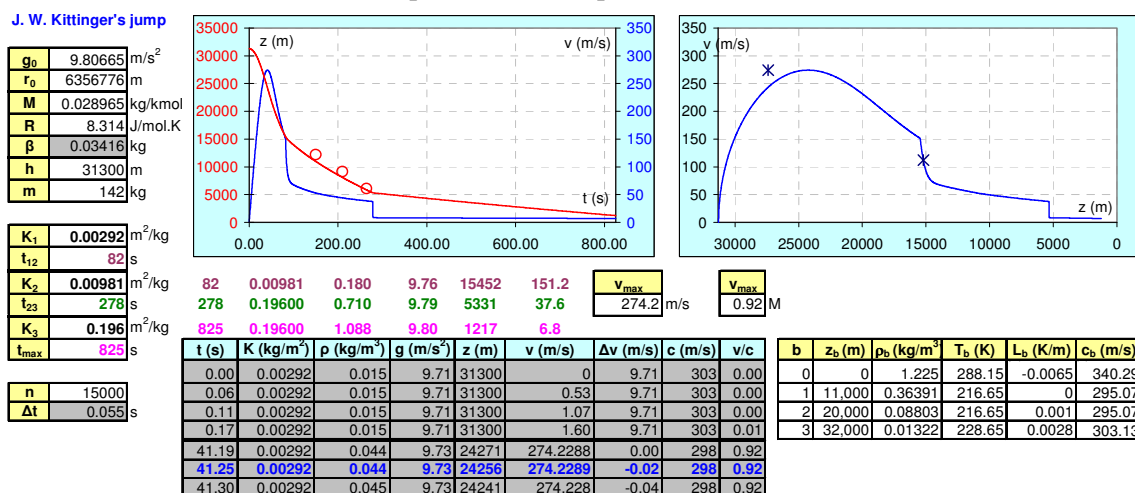 J. W. Kittinger's jump
g₀ 9.80665 m/s²
r₀ 6356776 m
M 0.028965 kg/kmol
R 8.314 J/mol.K
β 0.03416 kg
h 31300 m
m 142 kg
K₁ 0.00292 m²/kg
t₁₂ 82 s
K₂ 0.00981 m²/kg
t₂₃ 278 s
K₃ 0.196 m²/kg
tₘₐₓ 825 s
n 15000
Δt 0.055 s
z (m) v (m/s)
35000 350
30000 300
25000 250
20000 200
15000 150
10000 100
5000 t (s) 50
0 0
0.00 200.00 400.00 600.00 800.00
v (m/s)
350
300
250
200
150
100
50
0
z (m)
30000 25000 20000 15000 10000 5000 0
82 0.00981 0.180 9.76 15452 151.2
278 0.19600 0.710 9.79 5331 37.6
825 0.19600 1.088 9.80 1217 6.8
vₘₐₓ
274.2 m/s
vₘₐₓ
0.92 M
t (s) K (kg/m²) ρ (kg/m³) g (m/s²) z (m) v (m/s) Δv (m/s) c (m/s) v/c
0.00 0.00292 0.015 9.71 31300 0 9.71 303 0.00
0.06 0.00292 0.015 9.71 31300 0.53 9.71 303 0.00
0.11 0.00292 0.015 9.71 31300 1.07 9.71 303 0.00
0.17 0.00292 0.015 9.71 31300 1.60 9.71 303 0.01
41.19 0.00292 0.044 9.73 24271 274.2288 0.00 298 0.92
41.25 0.00292 0.044 9.73 24256 274.2289 -0.02 298 0.92
41.30 0.00292 0.045 9.73 24241 274.228 -0.04 298 0.92
b z_b (m) ρ_b (kg/m³ T_b (K) L_b (K/m) c_b (m/s)
0 0 1.225 288.15 -0.0065 340.29
1 11,000 0.36391 216.65 0 295.07
2 20,000 0.08803 216.65 0.001 295.07
3 32,000 0.01322 228.65 0.0028 303.13